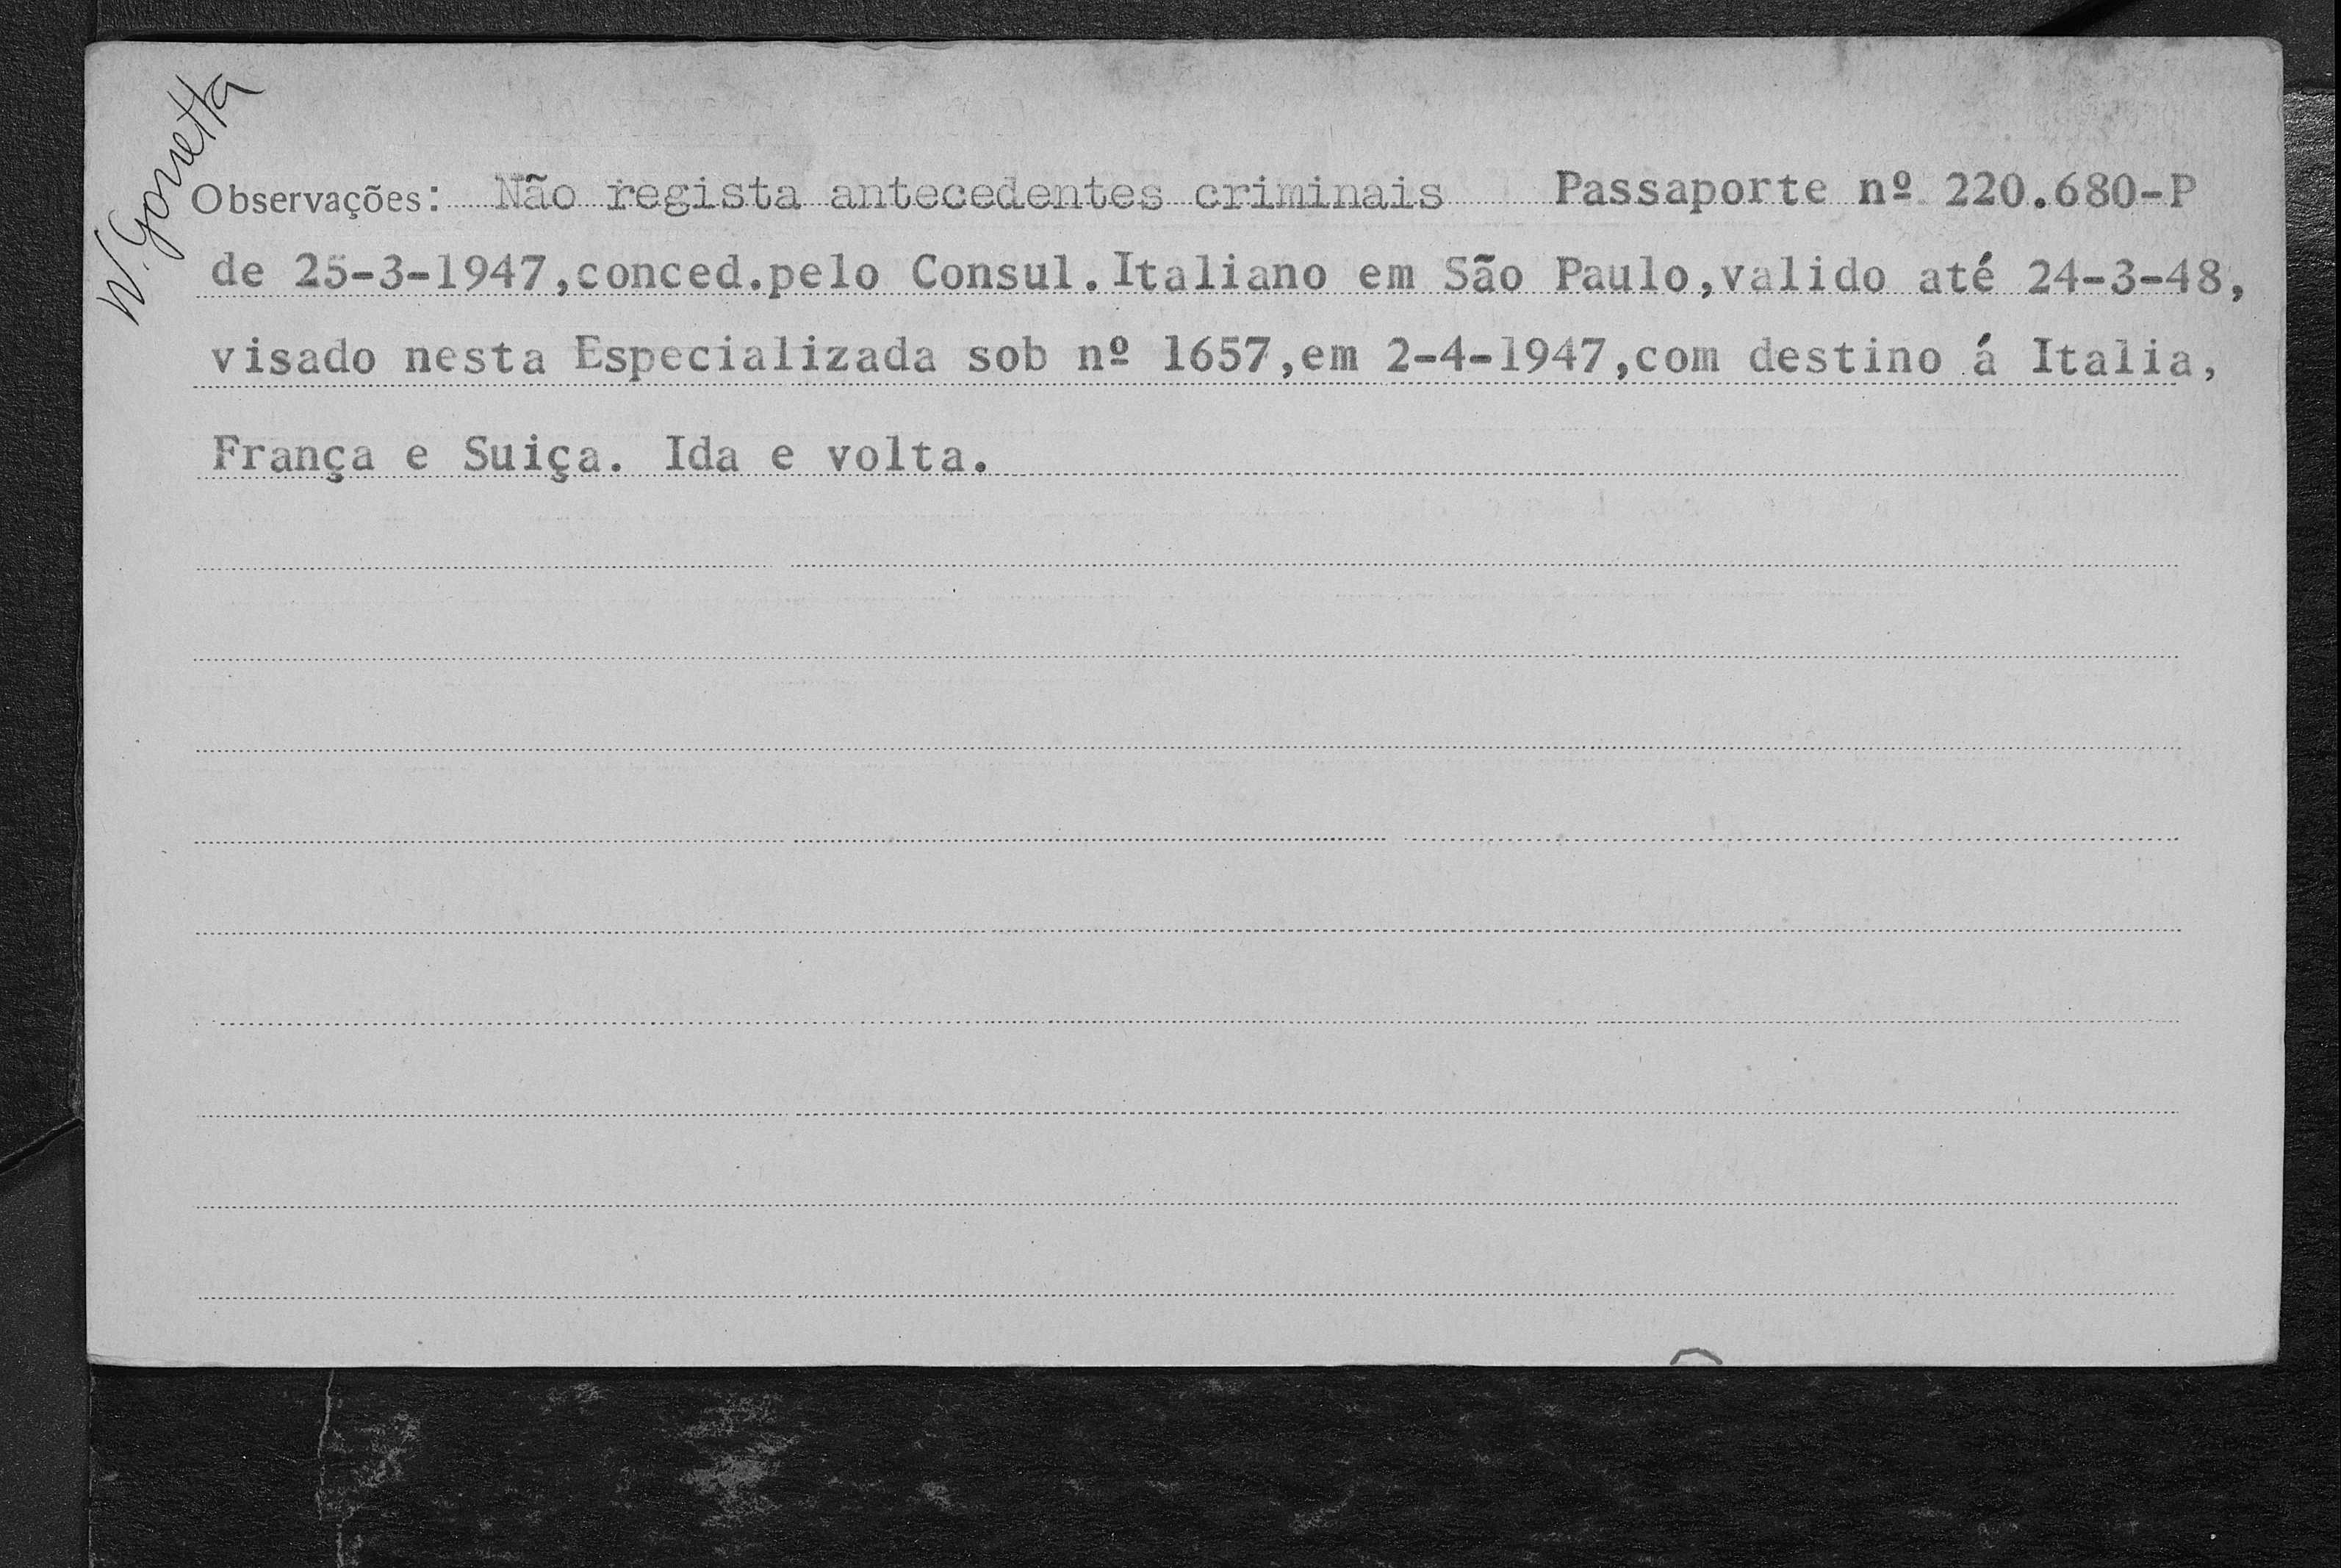 W. Gonetta
Observações: Não regista antecedentes criminais Passaporte nº 220.680-P
de 25-3-1947,conced.pelo Consul.Italiano em São Paulo,valido até 24-3-48,
visado nesta Especializada sob nº 1657,em 2-4-1947,com destino á Italia,
França e Suiça. Ida e volta.